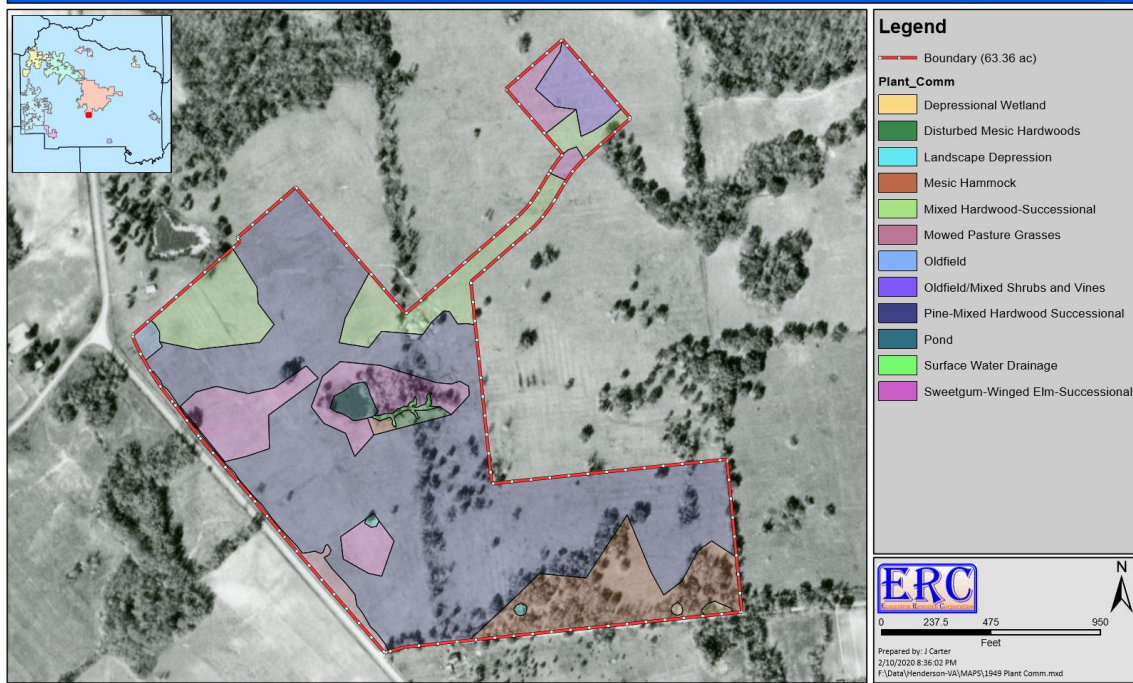 Legend
Boundary (63.36 ac)
Plant_Comm
Depressional Wetland
Disturbed Mesic Hardwoods
Landscape Depression
Mesic Hammock
Mixed Hardwood-Successional
Mowed Pasture Grasses
Oldfield
Oldfield/Mixed Shrubs and Vines
Pine-Mixed Hardwood Successional
Pond
Surface Water Drainage
Sweetgum-Winged Elm-Successional
ERC
Ecosystem Research Corporation
N
0 237.5 475 950
Feet
Prepared by: J Carter
2/10/2020 8:36:02 PM
F:\Data\Henderson-VA\MAPS\1949 Plant Comm.mxd